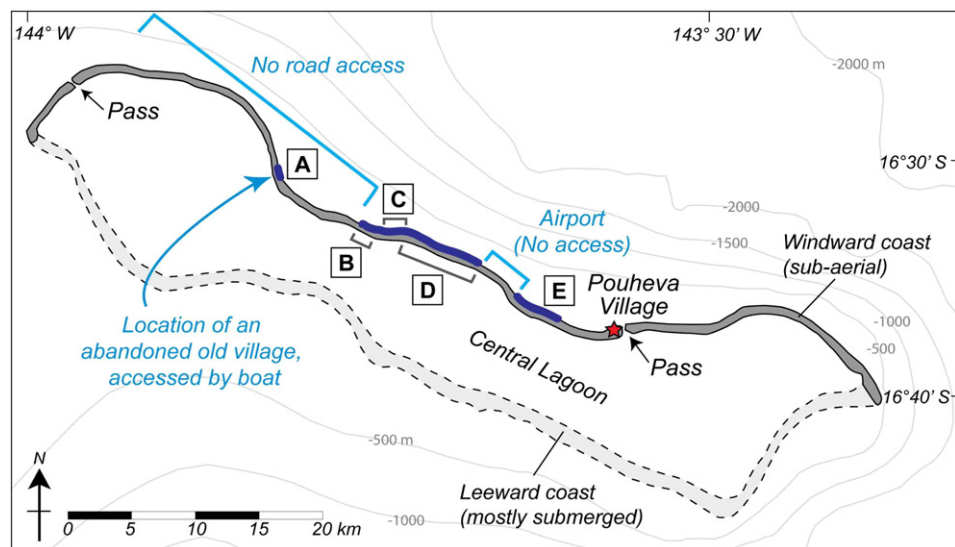 144° W
143° 30' W
No road access
-2000 m
Pass
16° 30' S
A
C
-2000
Airport
(No access)
-1500
Windward coast
(sub-aerial)
B
D
E
Pouheva
Village
Location of an
abandoned old village,
accessed by boat
-1000
-500
Central Lagoon
Pass
16° 40' S
-500 m
N
Leeward coast
(mostly submerged)
0 5 10 15 20 km
-1000